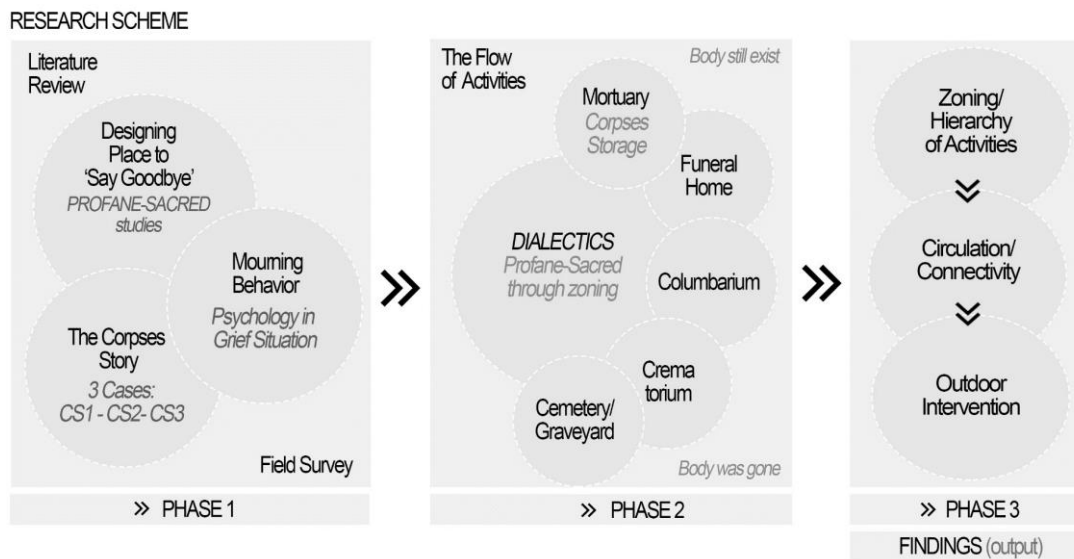 RESEARCH SCHEME
Literature
Review
Designing
Place to
'Say Goodbye'
PROFANE-SACRED
studies
Mourning
Behavior
Psychology in
Grief Situation
The Corpses
Story
3 Cases:
CS1 - CS2- CS3
Field Survey
» PHASE 1
The Flow
of Activities
Body still exist
Mortuary
Corpses
Storage
Funeral
Home
DIALECTICS
Profane-Sacred
through zoning
Columbarium
Crema
torium
Cemetery/
Graveyard
Body was gone
» PHASE 2
Zoning/
Hierarchy
of Activities
Circulation/
Connectivity
Outdoor
Intervention
» PHASE 3
FINDINGS (output)